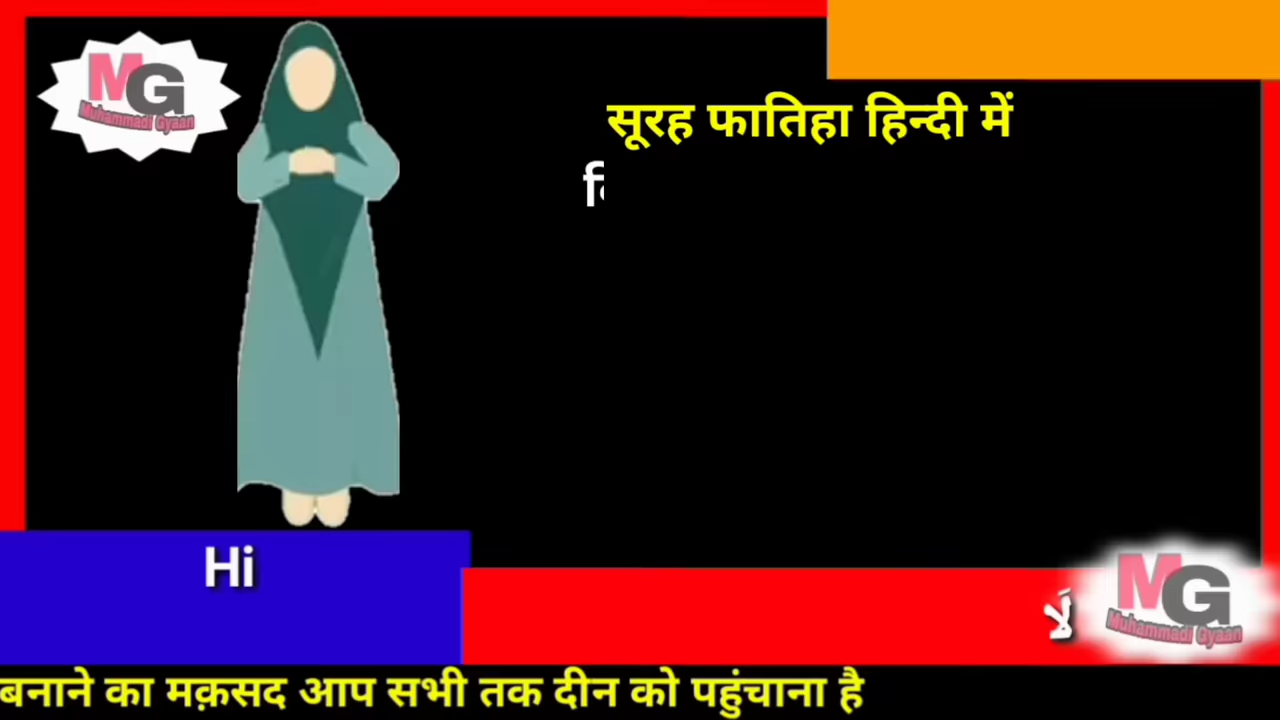 MG
Muhammadi Gyaan
सूरह फातिहा हिन्दी में
Hi
لَا
MG
Muhammadi Gyaan
बनाने का मक़सद आप सभी तक दीन को पहुंचाना है